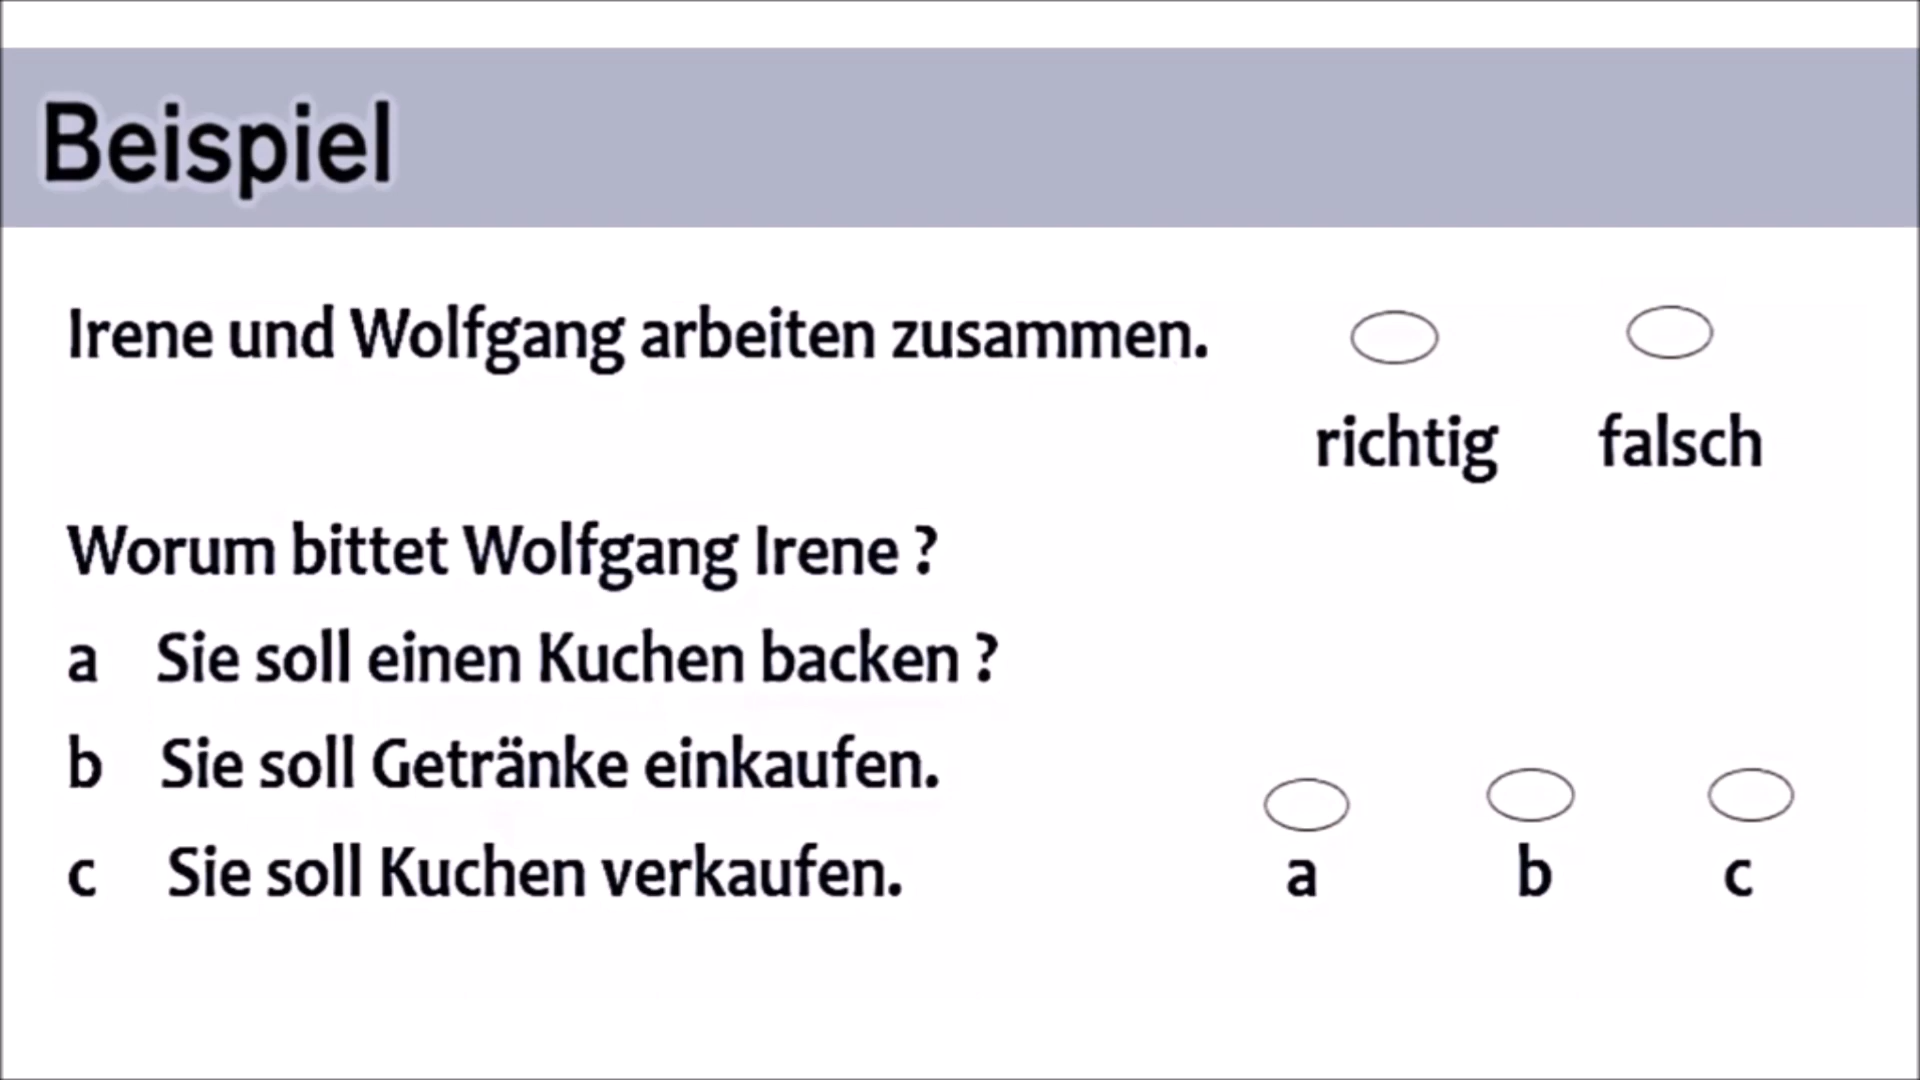 Beispiel
Irene und Wolfgang arbeiten zusammen.
richtig falsch
Worum bittet Wolfgang Irene ?
a Sie soll einen Kuchen backen ?
b Sie soll Getränke einkaufen.
c Sie soll Kuchen verkaufen.
a b c